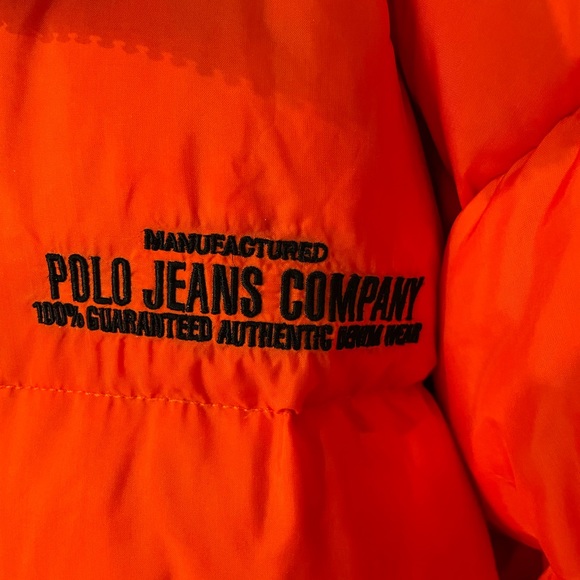 MANUFACTURED
POLO JEANS COMPANY
100% GUARANTEED AUTHENTIC DENIM WEAR